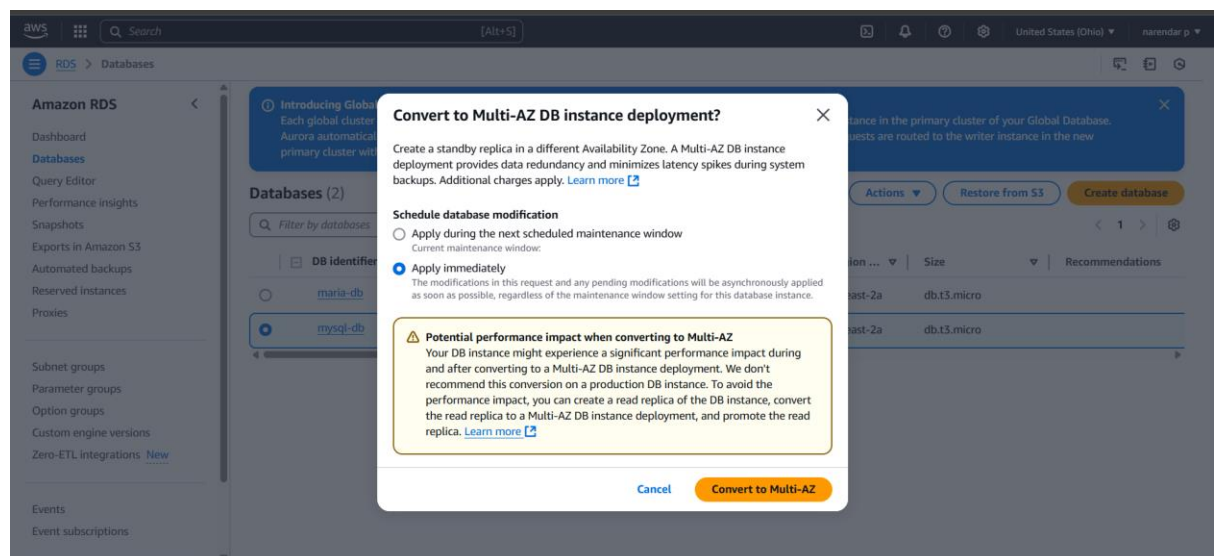 aws
Search
[Alt+S]
United States (Ohio)
narendar p
RDS > Databases
Amazon RDS
Dashboard
Databases
Query Editor
Performance insights
Snapshots
Exports in Amazon S3
Automated backups
Reserved instances
Proxies
Subnet groups
Parameter groups
Option groups
Custom engine versions
Zero-ETL integrations New
Events
Event subscriptions
Introducing Global
Each global cluster
Aurora automatical
primary cluster with
tance in the primary cluster of your Global Database.
uests are routed to the writer instance in the new
Databases (2)
Actions
Restore from S3
Create database
Filter by databases
1
DB identifier
ion ...
Size
Recommendations
maria-db
east-2a
db.t3.micro
mysql-db
east-2a
db.t3.micro
Convert to Multi-AZ DB instance deployment?
Create a standby replica in a different Availability Zone. A Multi-AZ DB instance
deployment provides data redundancy and minimizes latency spikes during system
backups. Additional charges apply. Learn more
Schedule database modification
Apply during the next scheduled maintenance window
Current maintenance window:
Apply immediately
The modifications in this request and any pending modifications will be asynchronously applied
as soon as possible, regardless of the maintenance window setting for this database instance.
Potential performance impact when converting to Multi-AZ
Your DB instance might experience a significant performance impact during
and after converting to a Multi-AZ DB instance deployment. We don't
recommend this conversion on a production DB instance. To avoid the
performance impact, you can create a read replica of the DB instance, convert
the read replica to a Multi-AZ DB instance deployment, and promote the read
replica. Learn more
Cancel
Convert to Multi-AZ